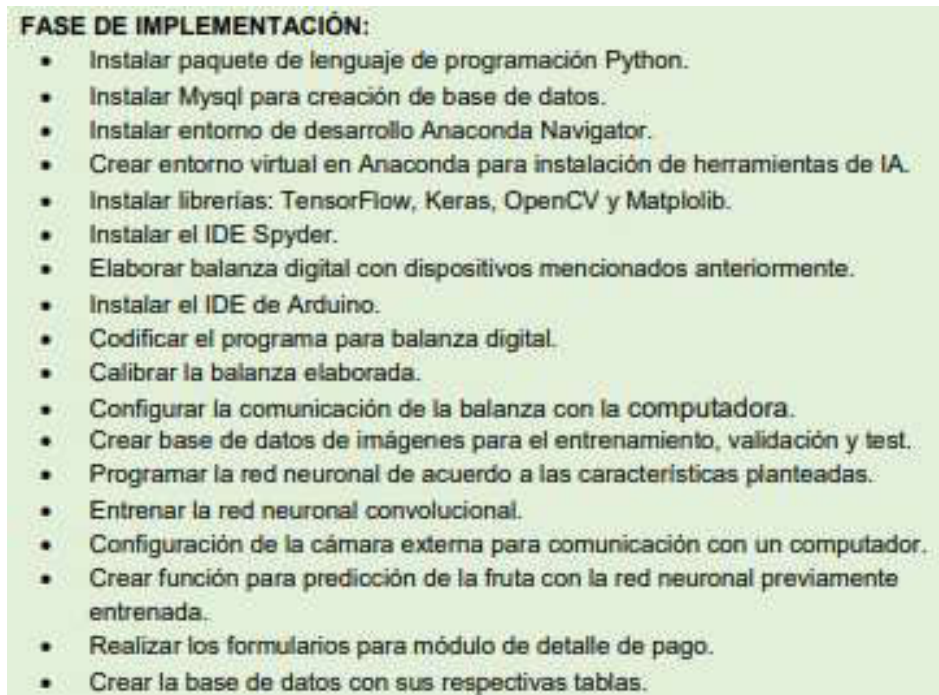 FASE DE IMPLEMENTACIÓN:
• Instalar paquete de lenguaje de programación Python.
• Instalar Mysql para creación de base de datos.
• Instalar entorno de desarrollo Anaconda Navigator.
• Crear entorno virtual en Anaconda para instalación de herramientas de IA.
• Instalar librerías: TensorFlow, Keras, OpenCV y Matplolib.
• Instalar el IDE Spyder.
• Elaborar balanza digital con dispositivos mencionados anteriormente.
• Instalar el IDE de Arduino.
• Codificar el programa para balanza digital.
• Calibrar la balanza elaborada.
• Configurar la comunicación de la balanza con la computadora.
• Crear base de datos de imágenes para el entrenamiento, validación y test.
• Programar la red neuronal de acuerdo a las características planteadas.
• Entrenar la red neuronal convolucional.
• Configuración de la cámara externa para comunicación con un computador.
• Crear función para predicción de la fruta con la red neuronal previamente
entrenada.
• Realizar los formularios para módulo de detalle de pago.
• Crear la base de datos con sus respectivas tablas.